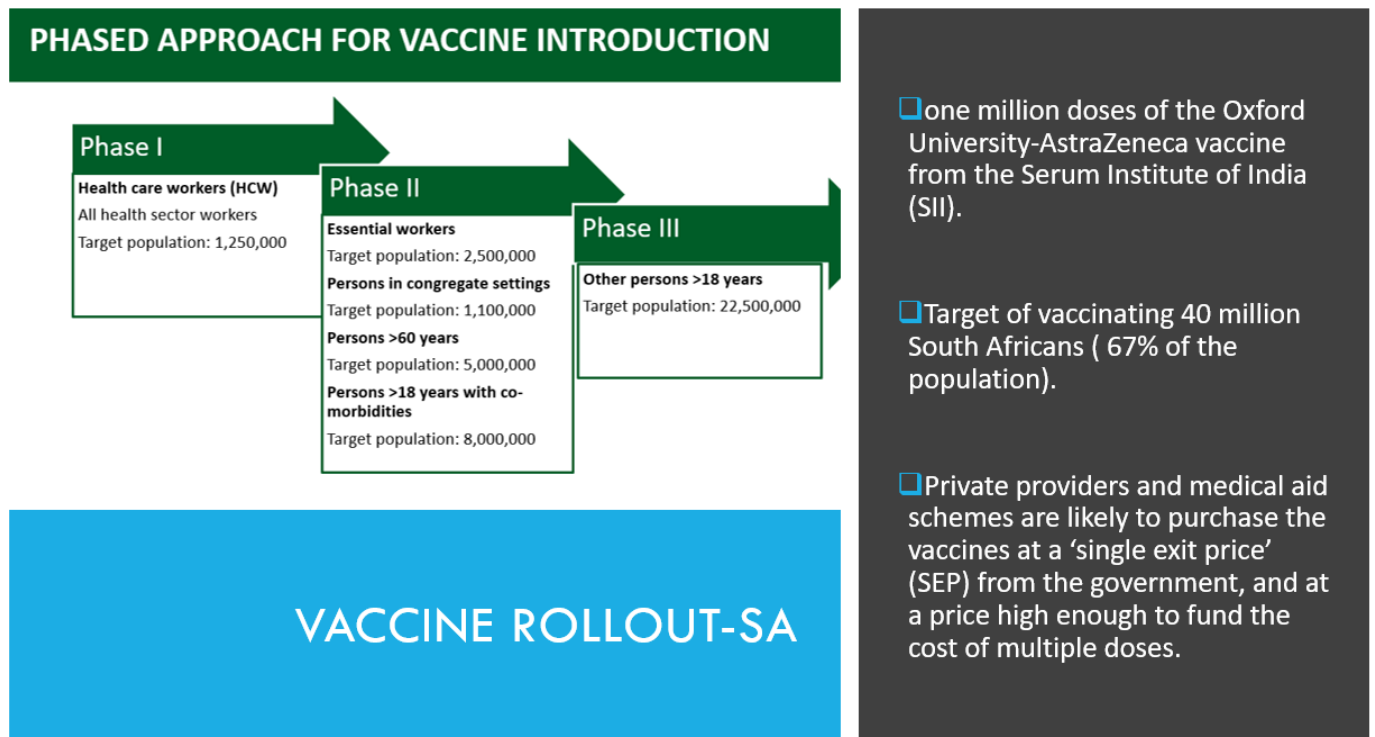 PHASED APPROACH FOR VACCINE INTRODUCTION
Phase I
Health care workers (HCW)
All health sector workers
Target population: 1,250,000
Phase II
Essential workers
Target population: 2,500,000
Persons in congregate settings
Target population: 1,100,000
Persons >60 years
Target population: 5,000,000
Persons >18 years with co-
morbidities
Target population: 8,000,000
Phase III
Other persons >18 years
Target population: 22,500,000
VACCINE ROLLOUT-SA
one million doses of the Oxford
University-AstraZeneca vaccine
from the Serum Institute of India
(SII).
Target of vaccinating 40 million
South Africans ( 67% of the
population).
Private providers and medical aid
schemes are likely to purchase the
vaccines at a ‘single exit price’
(SEP) from the government, and at
a price high enough to fund the
cost of multiple doses.